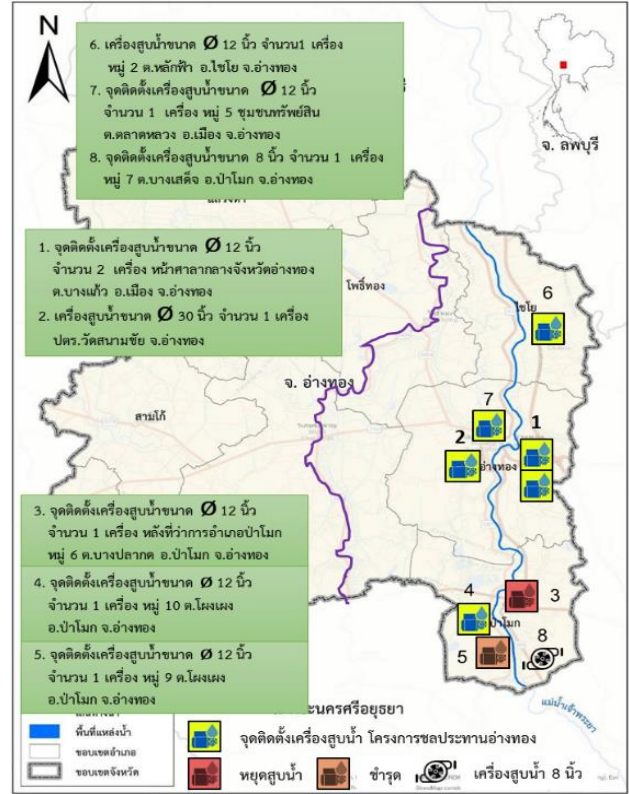 N
6. เครื่องสูบน้ำขนาด Ø 12 นิ้ว จำนวน1 เครื่อง
หมู่ 2 ต.หลักฟ้า อ.ไชโย จ.อ่างทอง
7. จุดติดตั้งเครื่องสูบน้ำขนาด Ø 12 นิ้ว
จำนวน 1 เครื่อง หมู่ 5 ชุมชนทรัพย์สิน
ต.ตลาดหลวง อ.เมือง จ.อ่างทอง
8. จุดติดตั้งเครื่องสูบน้ำขนาด 8 นิ้ว จำนวน 1 เครื่อง
หมู่ 7 ต.บางเสด็จ อ.ป่าโมก จ.อ่างทอง
จ. ลพบุรี
1. จุดติดตั้งเครื่องสูบน้ำขนาด Ø 12 นิ้ว
จำนวน 2 เครื่อง หน้าศาลากลางจังหวัดอ่างทอง
ต.บางแก้ว อ.เมือง จ.อ่างทอง
2. เครื่องสูบน้ำขนาด Ø 30 นิ้ว จำนวน 1 เครื่อง
ปตร.วัดสนามชัย จ.อ่างทอง
โพธิ์ทอง
6
ไชโย
จ. อ่างทอง
สามโก้
7
1
2
อ่างทอง
3. จุดติดตั้งเครื่องสูบน้ำขนาด Ø 12 นิ้ว
จำนวน 1 เครื่อง หลังที่ว่าการอำเภอป่าโมก
หมู่ 6 ต.บางปลากด อ.ป่าโมก จ.อ่างทอง
4. จุดติดตั้งเครื่องสูบน้ำขนาด Ø 12 นิ้ว
จำนวน 1 เครื่อง หมู่ 10 ต.โผงเผง
อ.ป่าโมก จ.อ่างทอง
5. จุดติดตั้งเครื่องสูบน้ำขนาด Ø 12 นิ้ว
จำนวน 1 เครื่อง หมู่ 9 ต.โผงเผง
อ.ป่าโมก จ.อ่างทอง
4
3
ป่าโมก
5
8
แม่น้ำเจ้าพระยา
ะนครศรีอยุธยา
พื้นที่แหล่งน้ำ
ขอบเขตอำเภอ
ขอบเขตจังหวัด
จุดติดตั้งเครื่องสูบน้ำ โครงการชลประทานอ่างทอง
หยุดสูบน้ำ
ชำรุด
เครื่องสูบน้ำ 8 นิ้ว